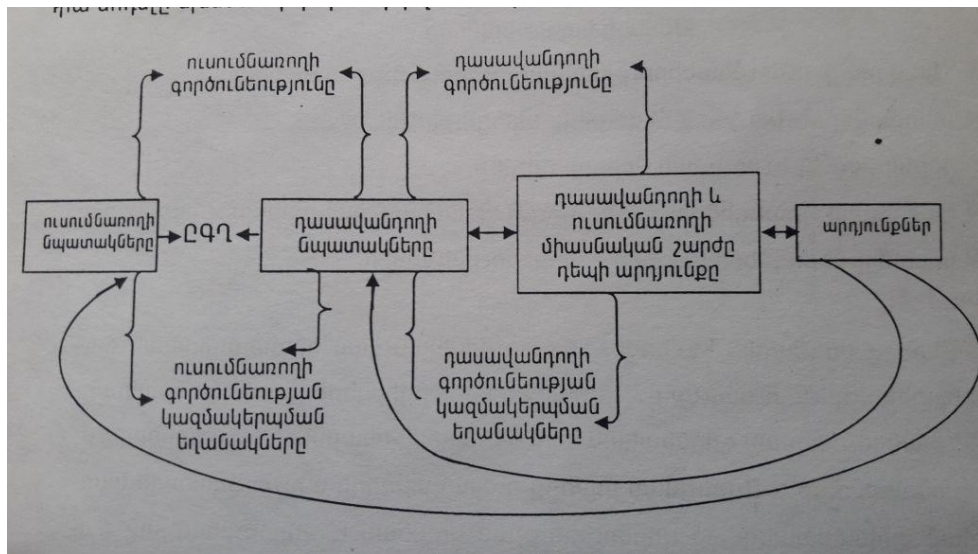 ուսումնառողի
գործունեությունը
դասավանդողի
գործունեությունը
ուսումնառողի
նպատակները
ԸԳՂ
դասավանդողի
նպատակները
դասավանդողի և
ուսումնառողի
միասնական շարժը
դեպի արդյունքը
արդյունքներ
ուսումնառողի
գործունեության
կազմակերպման
եղանակները
դասավանդողի
գործունեության
կազմակերպման
եղանակները